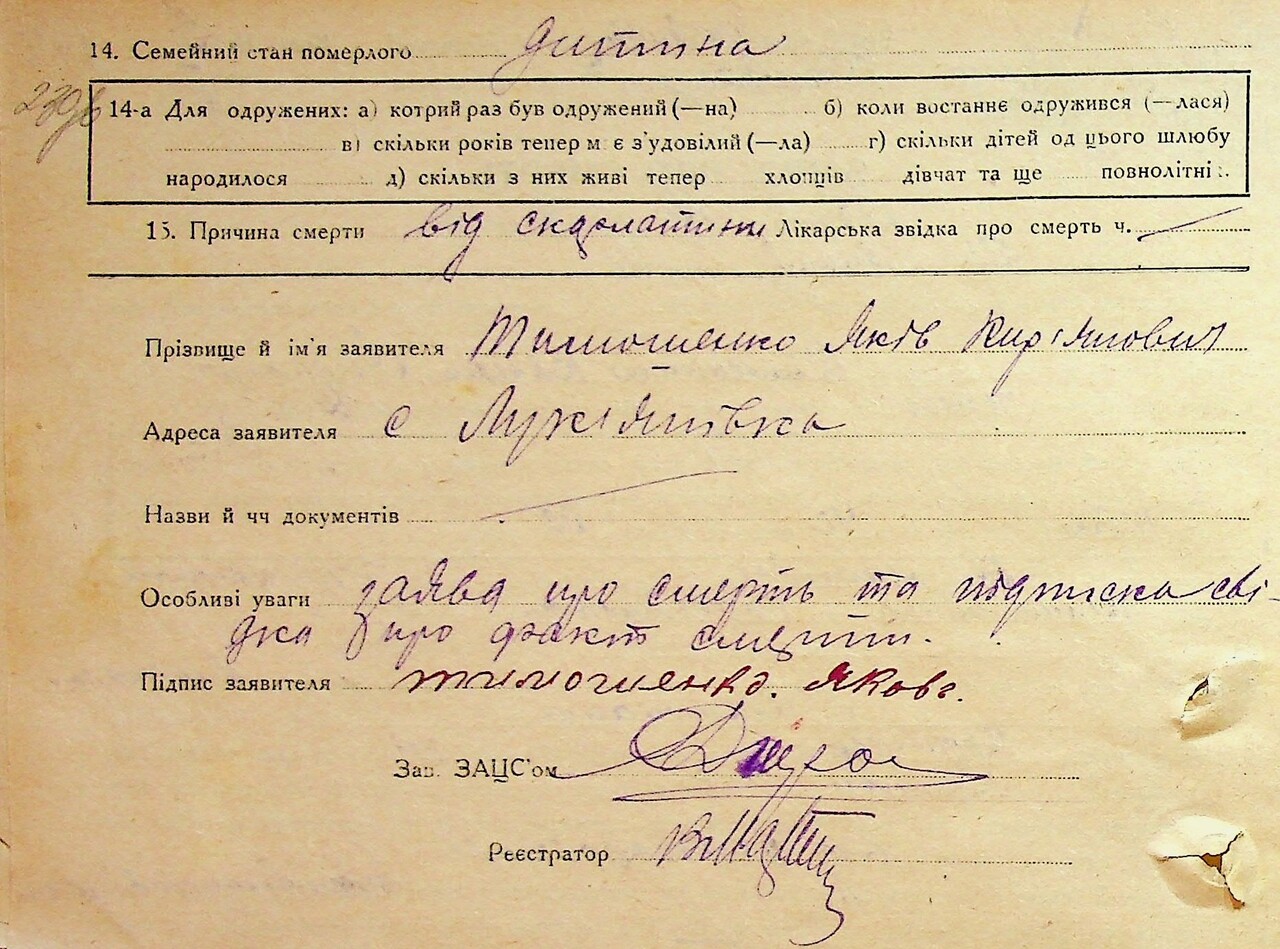 14. Семейний стан померлого дитина
14-а Для одружених: а) котрий раз був одружений (—на) б) коли востаннє одружився (—лася)
в) скільки років тепер м є з'удовілий (—ла) г) скільки дітей од цього шлюбу
народилося д) скільки з них живі тепер хлопців дівчат та ще повнолітні:.
15. Причина смерти від скарлатини Лікарська звідка про смерть ч.
Прізвище й ім'я заявителя Тимошенко Яків Кир'янович
Адреса заявителя с Лук'янівка
Назви й чч документів
Особливі уваги заява про смерть та підписка сві-
дка про факт смерти.
Підпис заявителя тимошенко. Яков.
Зав. ЗАЦС'ом
Реєстратор